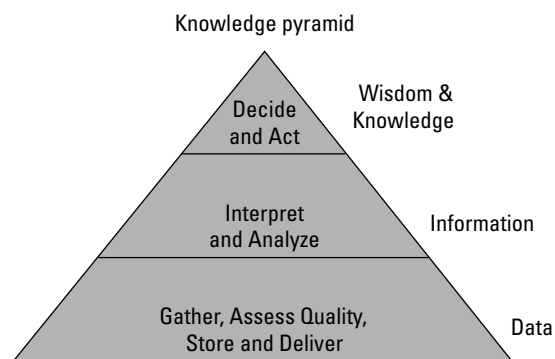 Knowledge pyramid
Decide
and Act
Wisdom &
Knowledge
Interpret
and Analyze
Information
Gather, Assess Quality,
Store and Deliver
Data